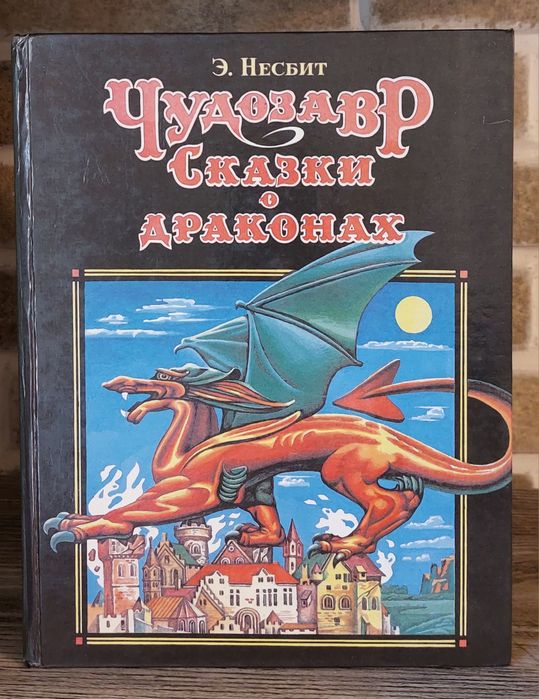 Э. Несбит
Чудозавр
Сказки
о
драконах